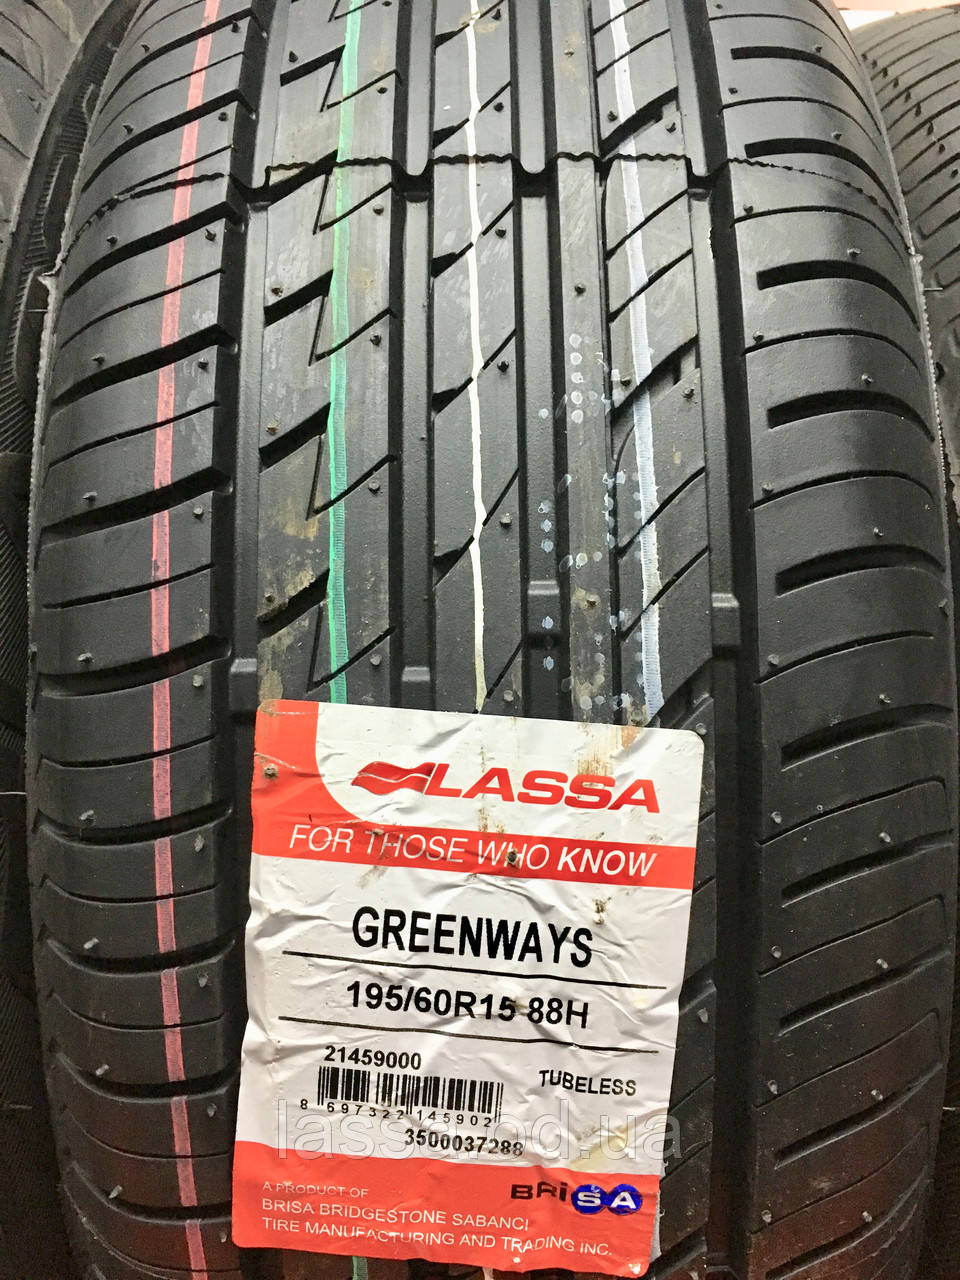 LASSA
FOR THOSE WHO KNOW
GREENWAYS
195/60R15 88H
21459000
TUBELESS
8 697322 145902
3500037288
lassa.od.ua
BRiSA
A PRODUCT OF
BRISA BRIDGESTONE SABANCI
TIRE MANUFACTURING AND TRADING INC.